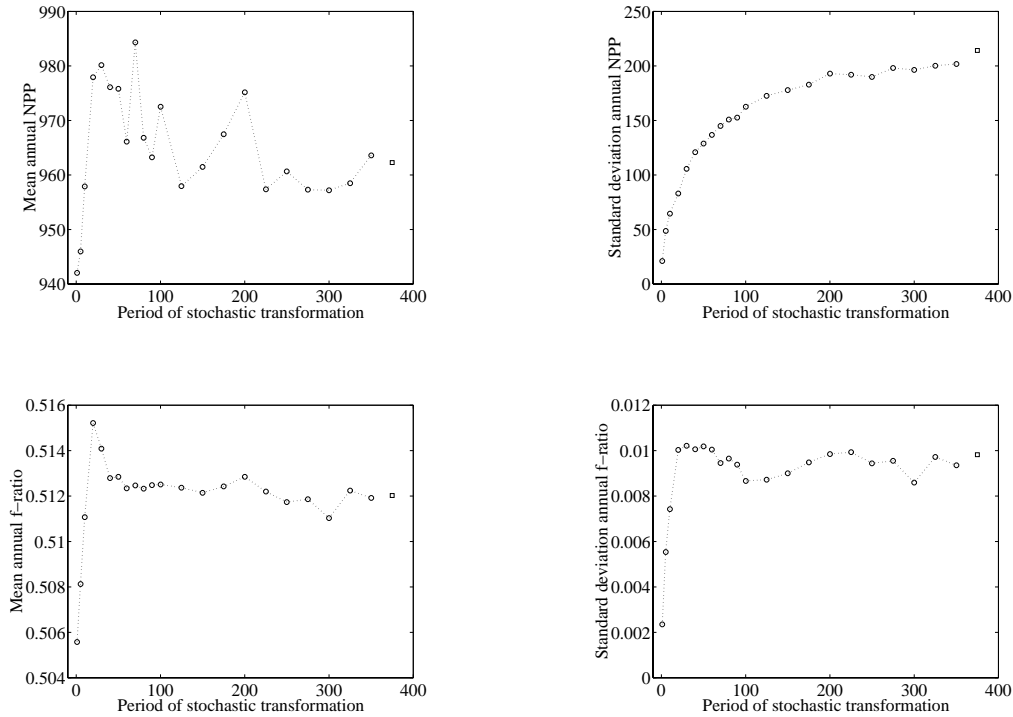 Mean annual NPP
990
980
970
960
950
940
0 100 200 300 400
Period of stochastic transformation
Standard deviation annual NPP
250
200
150
100
50
0
0 100 200 300 400
Period of stochastic transformation
Mean annual f−ratio
0.516
0.514
0.512
0.51
0.508
0.506
0.504
0 100 200 300 400
Period of stochastic transformation
Standard deviation annual f−ratio
0.012
0.01
0.008
0.006
0.004
0.002
0
0 100 200 300 400
Period of stochastic transformation